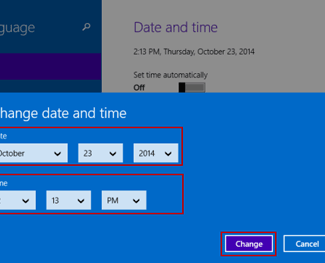 nguage
Date and time
2:13 PM, Thursday, October 23, 2014
Set time automatically
Off
hange date and time
te
October 23 2014
me
13 PM
Change Cancel